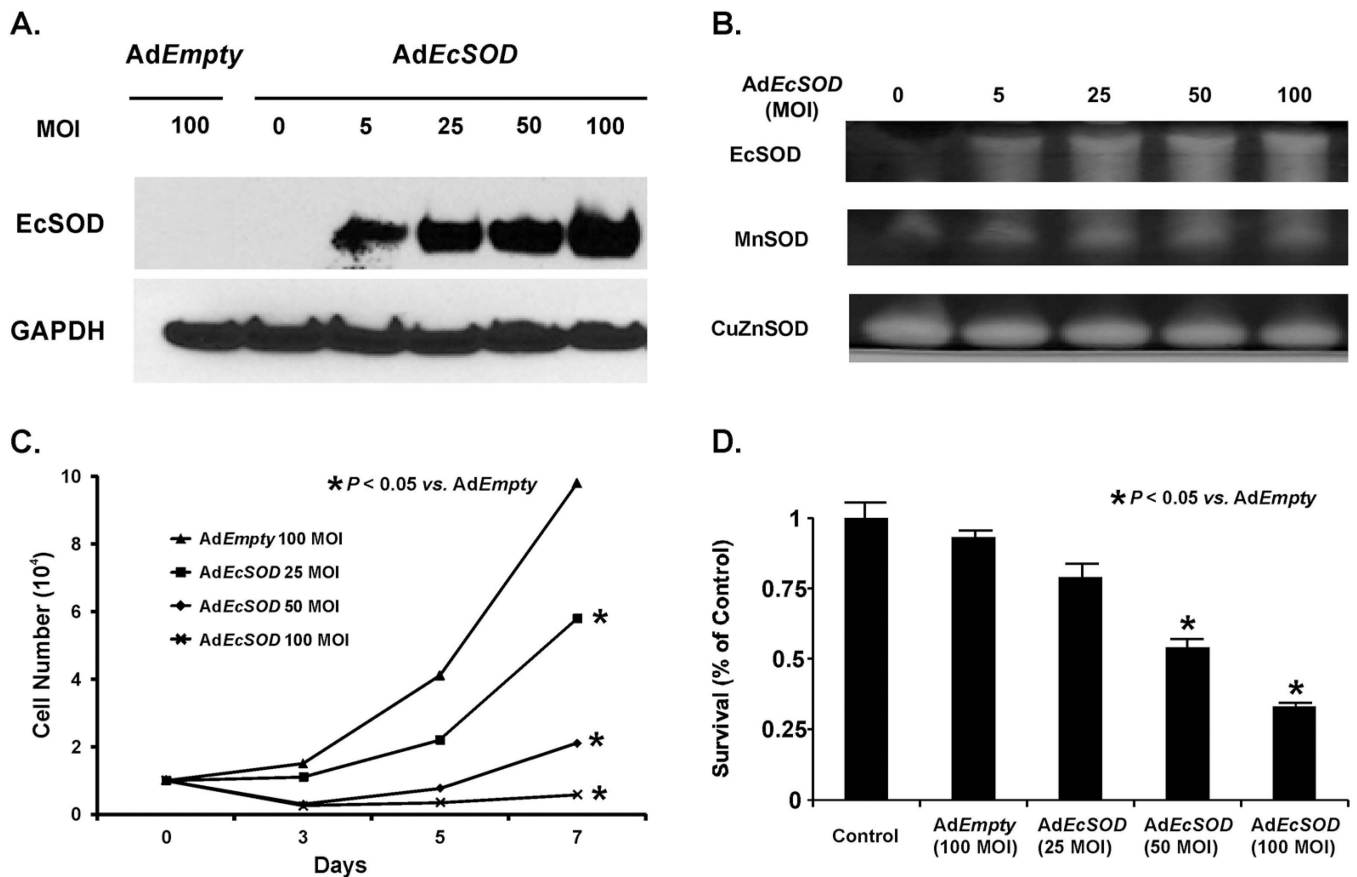 A.
AdEmpty AdEcSOD
MOI 100 0 5 25 50 100
EcSOD
GAPDH
B.
AdEcSOD
(MOI) 0 5 25 50 100
EcSOD
MnSOD
CuZnSOD
C.
* P < 0.05 vs. AdEmpty
AdEmpty 100 MOI
AdEcSOD 25 MOI
AdEcSOD 50 MOI
AdEcSOD 100 MOI
Cell Number (10⁴)
10
8
6
4
2
0
*
*
*
0 3 5 7
Days
D.
* P < 0.05 vs. AdEmpty
Survival (% of Control)
1
0.75
0.5
0.25
0
*
*
Control
AdEmpty
(100 MOI)
AdEcSOD
(25 MOI)
AdEcSOD
(50 MOI)
AdEcSOD
(100 MOI)